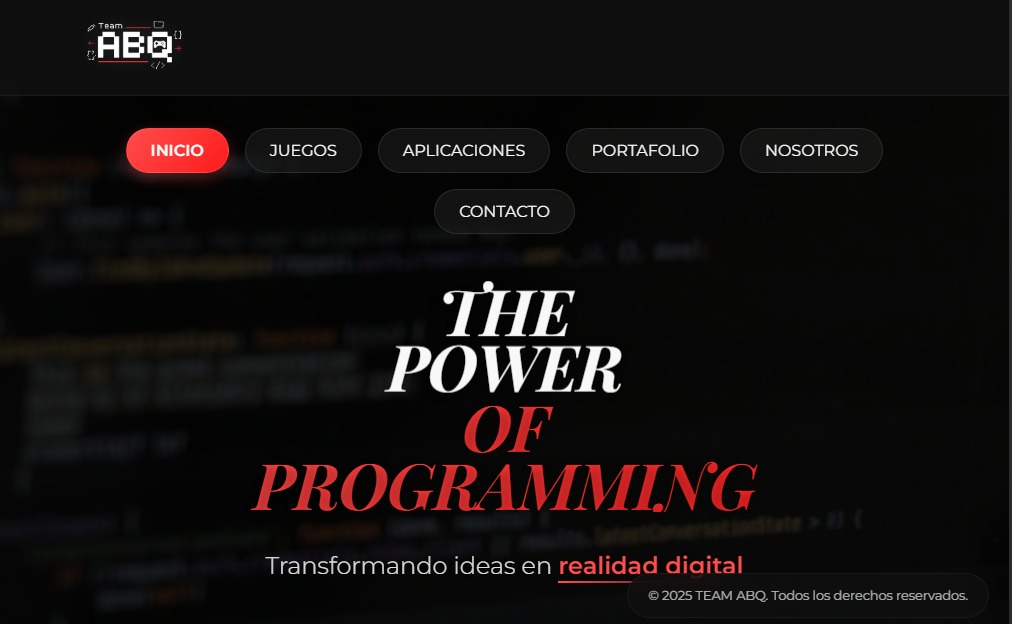 Team
ABQ
INICIO
JUEGOS
APLICACIONES
PORTAFOLIO
NOSOTROS
CONTACTO
THE
POWER
OF
PROGRAMMING
Transformando ideas en realidad digital
© 2025 TEAM ABQ. Todos los derechos reservados.